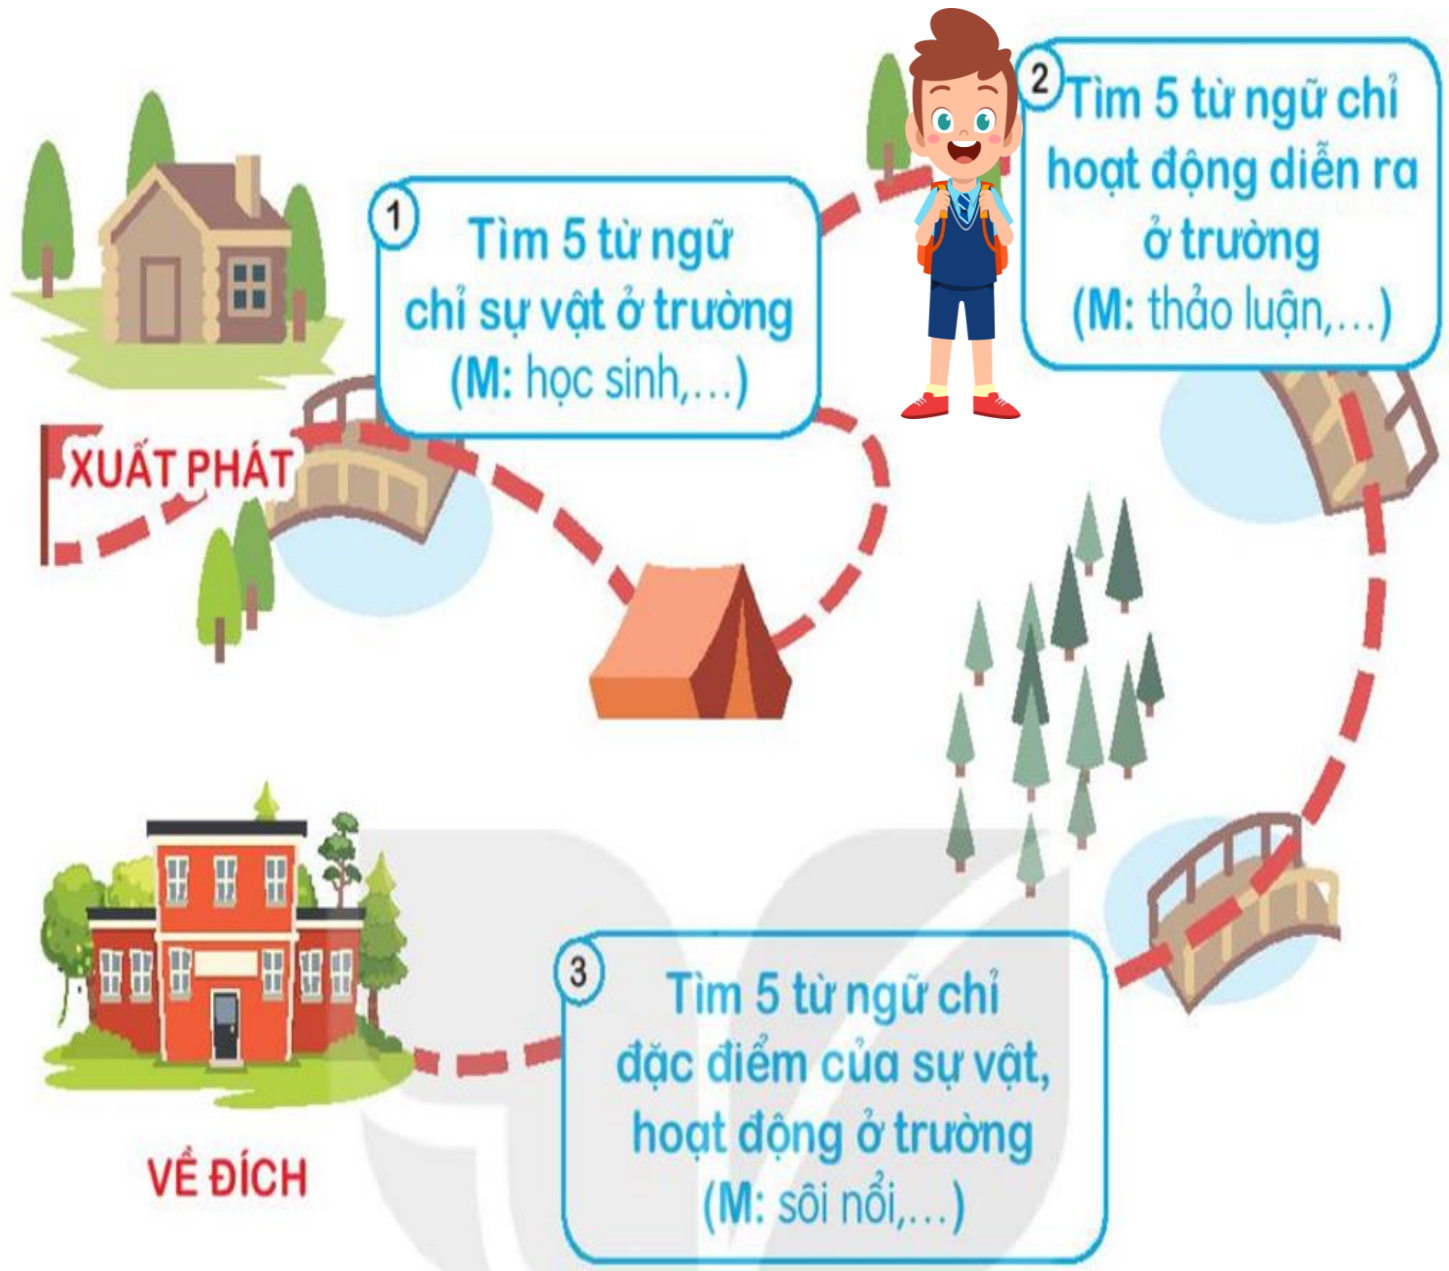 1
Tìm 5 từ ngữ
chỉ sự vật ở trường
(M: học sinh,...)
2
Tìm 5 từ ngữ chỉ
hoạt động diễn ra
ở trường
(M: thảo luận,...)
XUẤT PHÁT
3
Tìm 5 từ ngữ chỉ
đặc điểm của sự vật,
hoạt động ở trường
(M: sôi nổi,...)
VỀ ĐÍCH